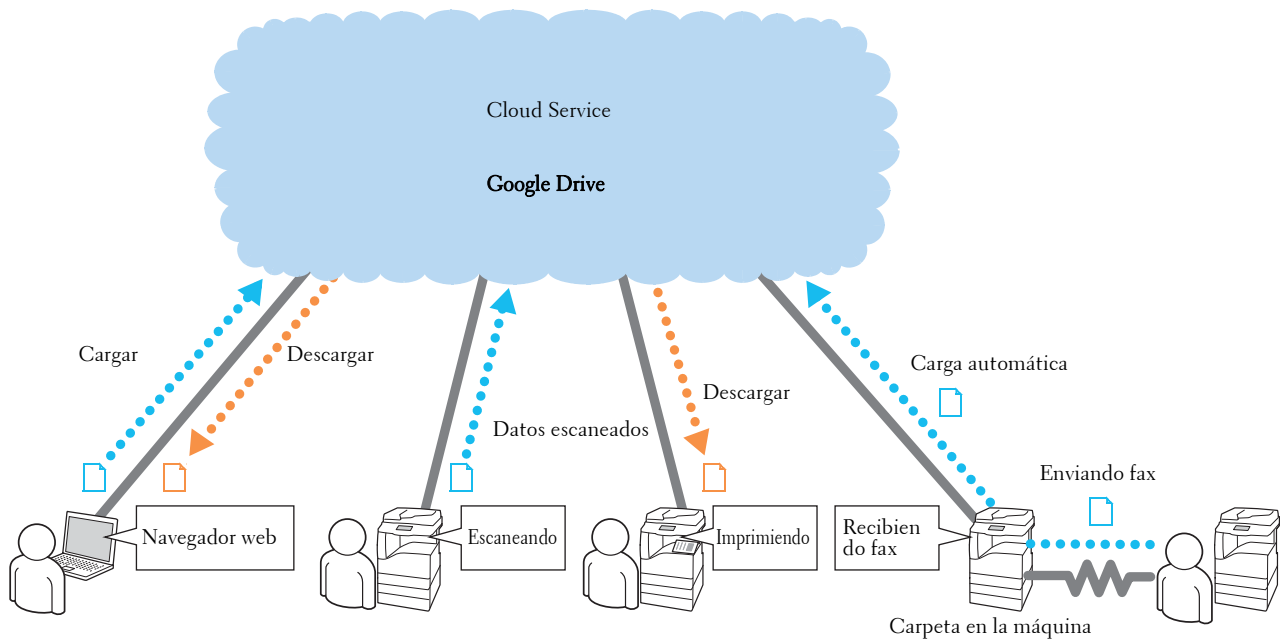 Cloud Service
Google Drive
Cargar
Descargar
Datos escaneados
Descargar
Carga automática
Enviando fax
Navegador web
Escaneando
Imprimiendo
Recibien
do fax
Carpeta en la máquina